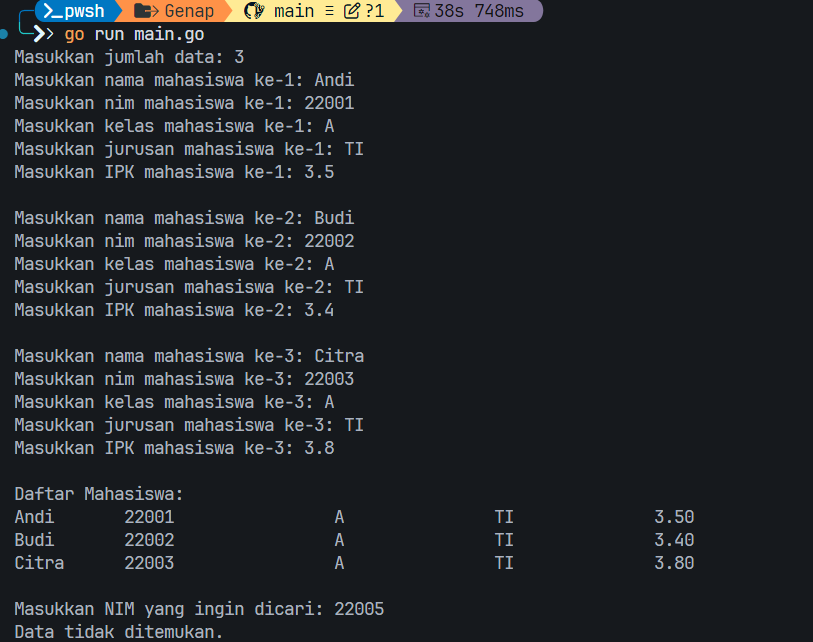 pwsh Genap main ≡ ?1 38s 748ms
go run main.go
Masukkan jumlah data: 3
Masukkan nama mahasiswa ke-1: Andi
Masukkan nim mahasiswa ke-1: 22001
Masukkan kelas mahasiswa ke-1: A
Masukkan jurusan mahasiswa ke-1: TI
Masukkan IPK mahasiswa ke-1: 3.5
Masukkan nama mahasiswa ke-2: Budi
Masukkan nim mahasiswa ke-2: 22002
Masukkan kelas mahasiswa ke-2: A
Masukkan jurusan mahasiswa ke-2: TI
Masukkan IPK mahasiswa ke-2: 3.4
Masukkan nama mahasiswa ke-3: Citra
Masukkan nim mahasiswa ke-3: 22003
Masukkan kelas mahasiswa ke-3: A
Masukkan jurusan mahasiswa ke-3: TI
Masukkan IPK mahasiswa ke-3: 3.8
Daftar Mahasiswa:
Andi 22001 A TI 3.50
Budi 22002 A TI 3.40
Citra 22003 A TI 3.80
Masukkan NIM yang ingin dicari: 22005
Data tidak ditemukan.